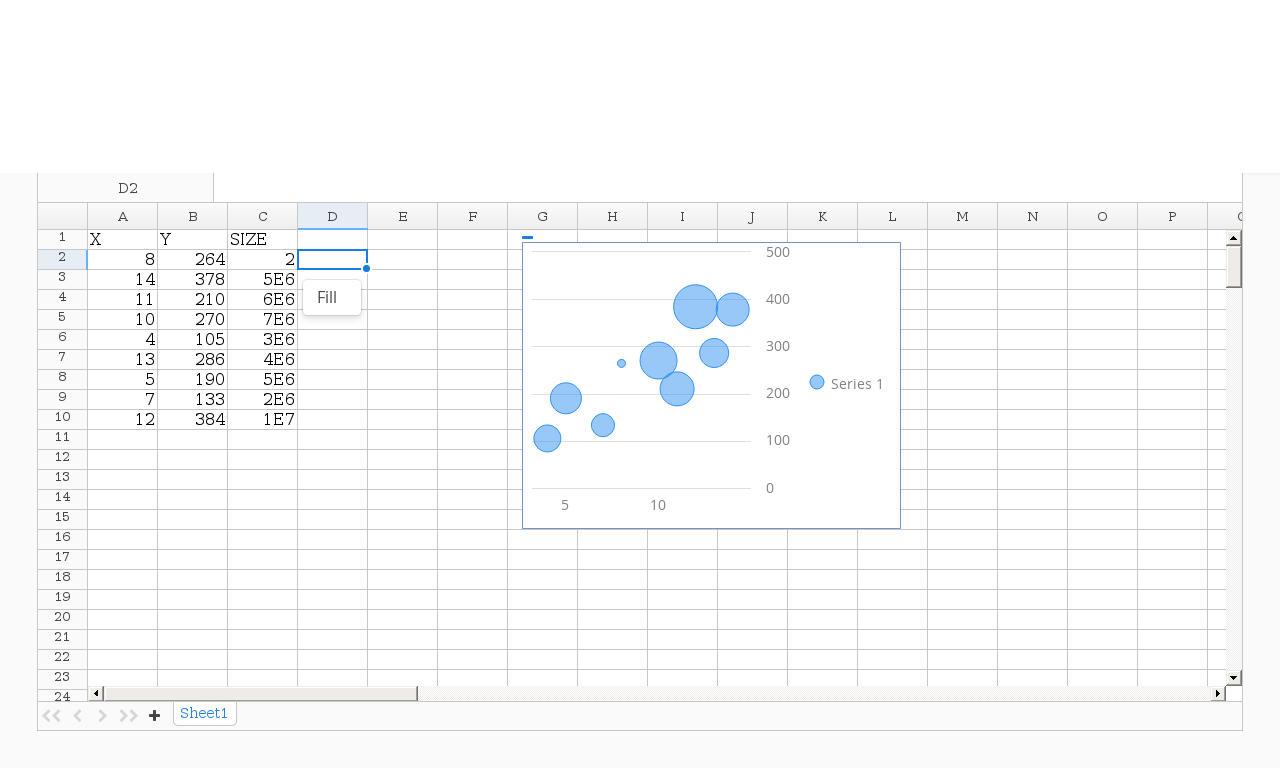 D2
A B C D E F G H I J K L M N O P
1 X Y SIZE
2 8 264 2
3 14 378 5E6
4 11 210 6E6
5 10 270 7E6
6 4 105 3E6
7 13 286 4E6
8 5 190 5E6
9 7 133 2E6
10 12 384 1E7
11
12
13
14
15
16
17
18
19
20
21
22
23
24
Fill
500
400
300
200
100
0
5 10
Series 1
Sheet1